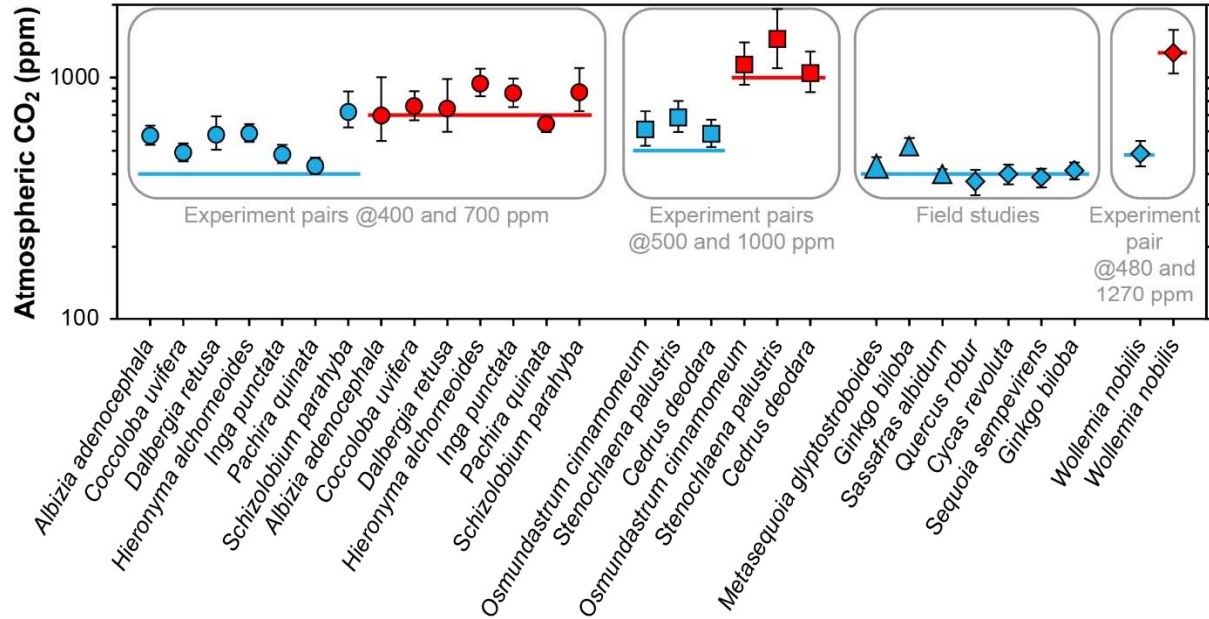 Atmospheric CO2 (ppm)
1000
100
Experiment pairs @400 and 700 ppm
Experiment pairs
@500 and 1000 ppm
Field studies
Experiment
pair
@480 and
1270 ppm
Albizia adenocephala
Coccoloba uvifera
Dalbergia retusa
Hieronyma alchorneoides
Inga punctata
Pachira quinata
Schizolobium parahyba
Albizia adenocephala
Coccoloba uvifera
Dalbergia retusa
Hieronyma alchorneoides
Inga punctata
Pachira quinata
Schizolobium parahyba
Osmundastrum cinnamomeum
Stenochlaena palustris
Cedrus deodara
Osmundastrum cinnamomeum
Stenochlaena palustris
Cedrus deodara
Metasequoia glyptostroboides
Ginkgo biloba
Sassafras albidum
Quercus robur
Cycas revoluta
Sequoia sempevirens
Ginkgo biloba
Wollemia nobilis
Wollemia nobilis